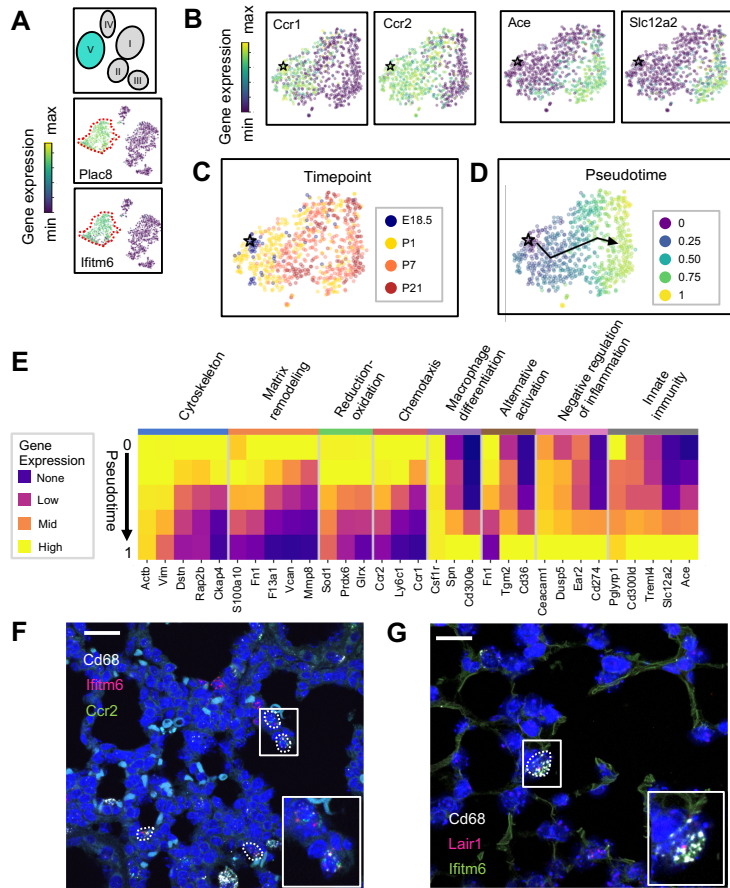 A
IV
V
I
II
III
Gene expression
min
max
Plac8
Ifitm6
B
Gene expression
min
max
Ccr1
Ccr2
Ace
Slc12a2
C
Timepoint
E18.5
P1
P7
P21
D
Pseudotime
0
0.25
0.50
0.75
1
E
Cytoskeleton
Matrix
remodeling
Reduction-
oxidation
Chemotaxis
Macrophage
differentiation
Alternative
activation
Negative regulation
of inflammation
Innate
immunity
Gene
Expression
None
Low
Mid
High
0
Pseudotime
1
Actb
Vim
Dstn
Rap2b
Ckap4
S100a10
Fn1
F13a1
Vcan
Mmp8
Sod1
Prdx6
Glrx
Ccr2
Ly6c1
Ccr1
Csf1r
Spn
Cd300e
Fn1
Tgm2
Cd36
Ceacam1
Dusp5
Ear2
Cd274
Pglyrp1
Cd300ld
Treml4
Slc12a2
Ace
F
Cd68
Ifitm6
Ccr2
G
Cd68
Lair1
Ifitm6